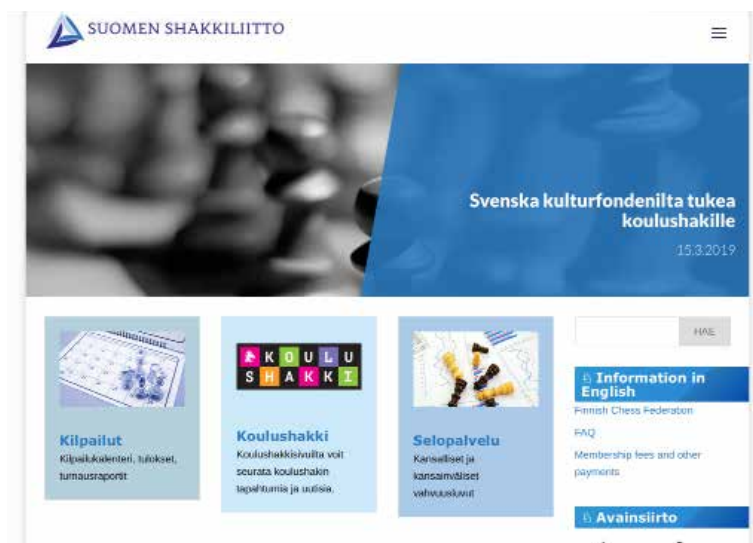 SUOMEN SHAKKILIITTO
Svenska kulturfondenilta tukea
koulushakille
15.3.2019
HAE
KOULU
SHAKKI
Kilpailut
Kilpailukalenteri, tulokset,
turnausraportit
Koulushakki
Koulushakkisivuilta voit
seurata koulushakin
tapahtumia ja uutisia.
Selopalvelu
Kansalliset ja
kansainväliset
vahvuusluvut
Information in
English
Finnish Chess Federation
FAQ
Membership fees and other
payments
Avainsiirto